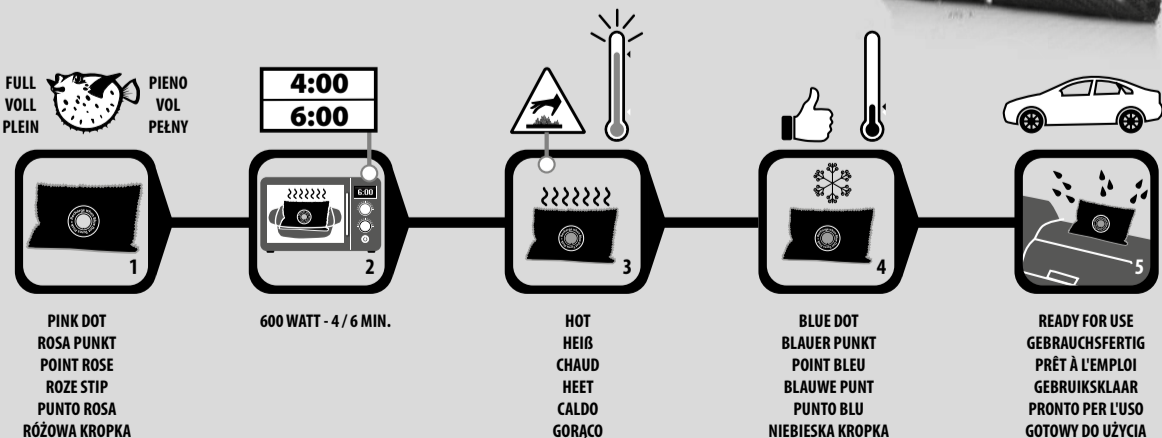 FULL
VOLL
PLEIN
PIENO
VOL
PEŁNY
1
PINK DOT
ROSA PUNKT
POINT ROSE
ROZE STIP
PUNTO ROSA
RÓŻOWA KROPKA
4:00
6:00
6:00
2
600 WATT - 4 / 6 MIN.
3
HOT
HEIß
CHAUD
HEET
CALDO
GORĄCO
4
BLUE DOT
BLAUER PUNKT
POINT BLEU
BLAUWE PUNT
PUNTO BLU
NIEBIESKA KROPKA
5
READY FOR USE
GEBRAUCHSFERTIG
PRÊT À L'EMPLOI
GEBRUIKSKLAAR
PRONTO PER L'USO
GOTOWY DO UŻYCIA